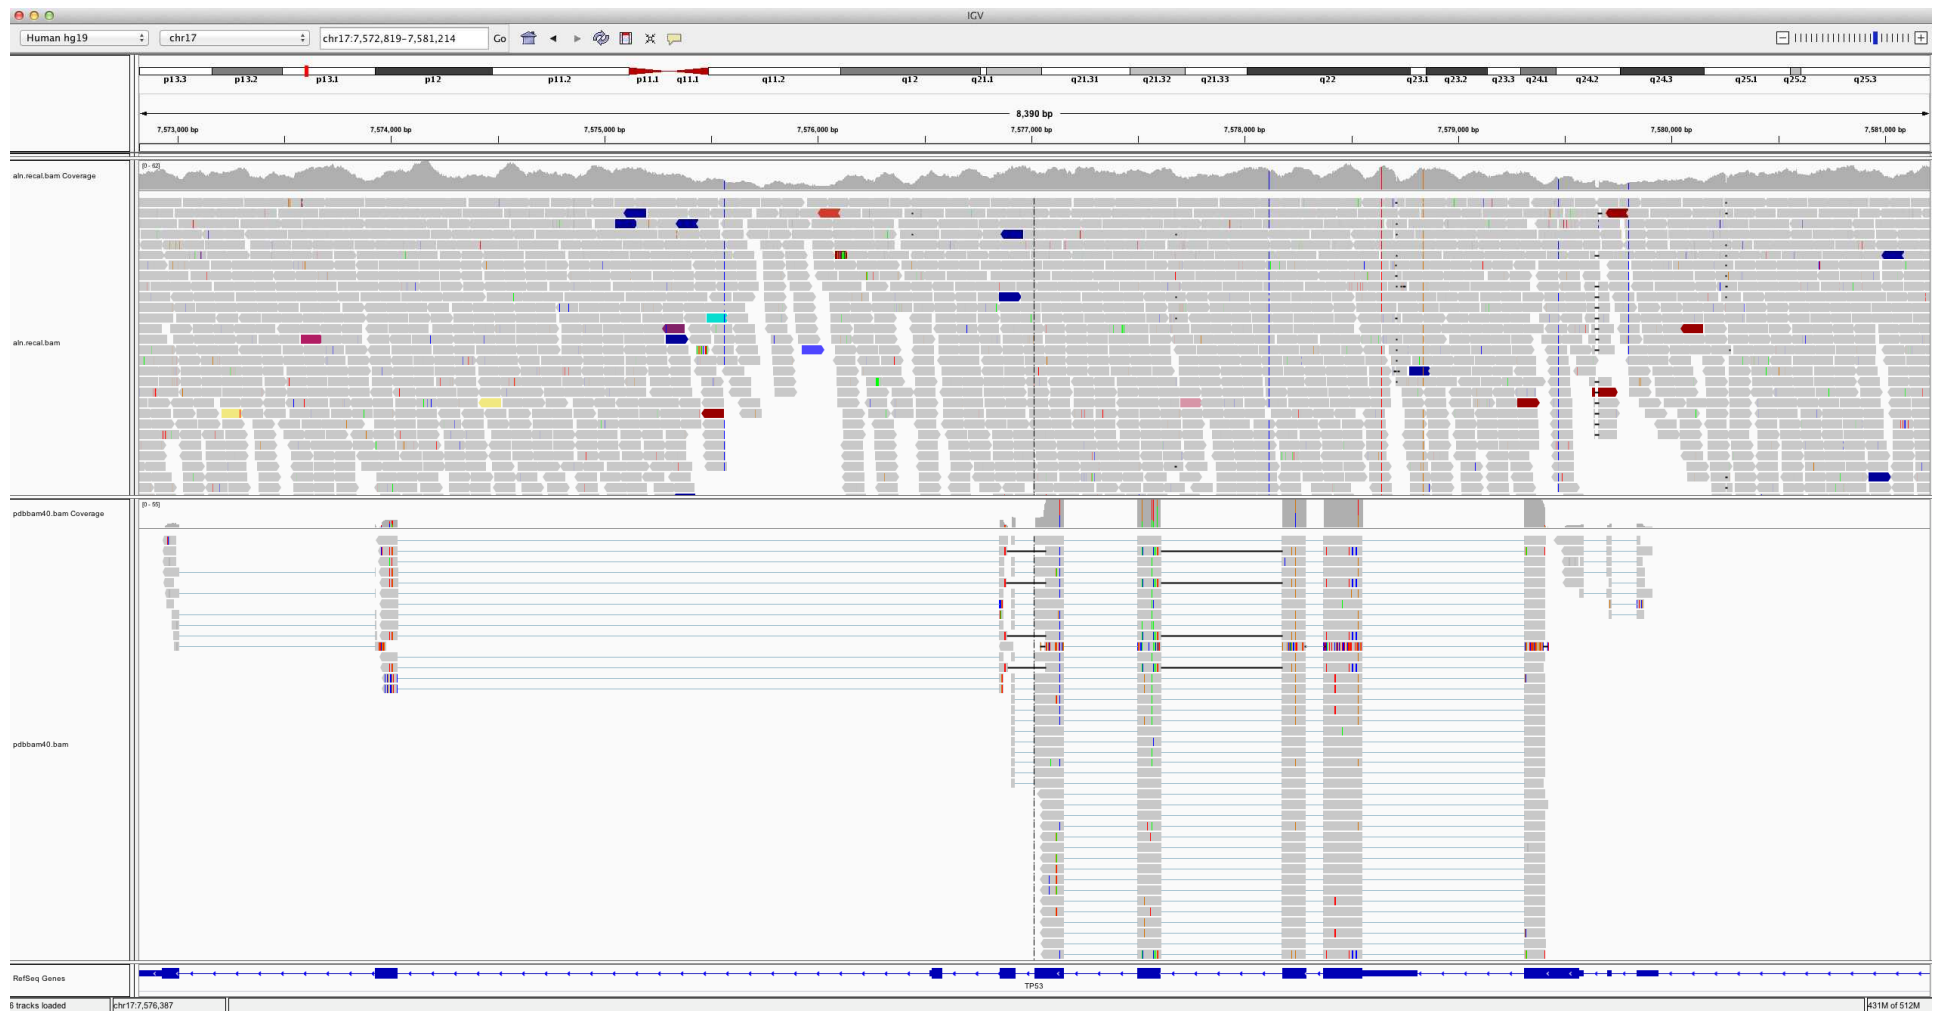 IGV
Human hg19 chr17 chr17:7,572,819-7,581,214 Go
p13.3 p13.2 p13.1 p12 p11.2 p11.1 q11.1 q11.2 q12 q21.1 q21.31 q21.32 q21.33 q22 q23.1 q23.2 q23.3 q24.1 q24.2 q24.3 q25.1 q25.2 q25.3
8,390 bp
7,573,000 bp 7,574,000 bp 7,575,000 bp 7,576,000 bp 7,577,000 bp 7,578,000 bp 7,579,000 bp 7,580,000 bp 7,581,000 bp
[0 - 62]
aln.recal.bam Coverage
aln.recal.bam
[0 - 55]
pdbbam40.bam Coverage
pdbbam40.bam
RefSeq Genes
TP53
6 tracks loaded chr17:7,576,387 431M of 512M